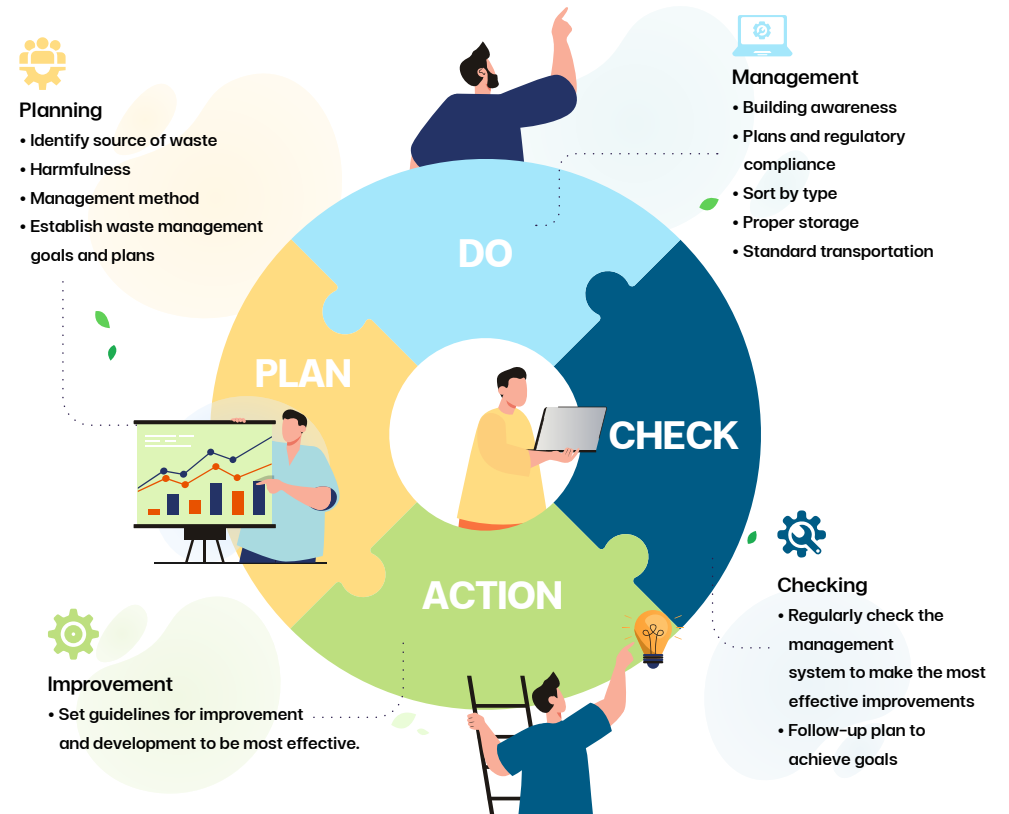 Planning
• Identify source of waste
• Harmfulness
• Management method
• Establish waste management
goals and plans
Management
• Building awareness
• Plans and regulatory
compliance
• Sort by type
• Proper storage
• Standard transportation
DO
PLAN
CHECK
ACTION
Checking
• Regularly check the
management
system to make the most
effective improvements
• Follow-up plan to
achieve goals
Improvement
• Set guidelines for improvement
and development to be most effective.